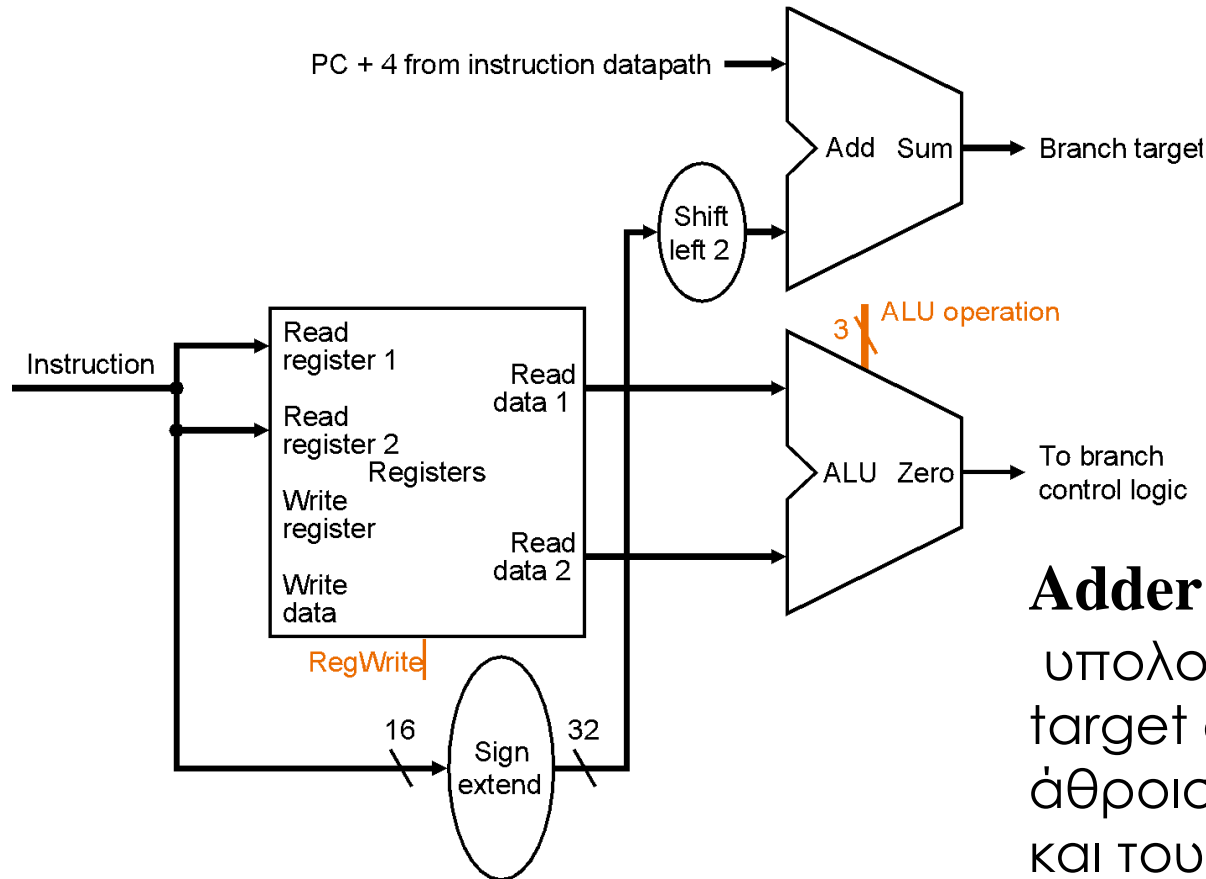 PC + 4 from instruction datapath
Add Sum
Branch target
Shift
left 2
3
ALU operation
Instruction
Read
register 1
Read
register 2
Registers
Write
register
Write
data
Read
data 1
Read
data 2
ALU Zero
To branch
control logic
RegWrite
16
Sign
extend
32
Adder
target
και του